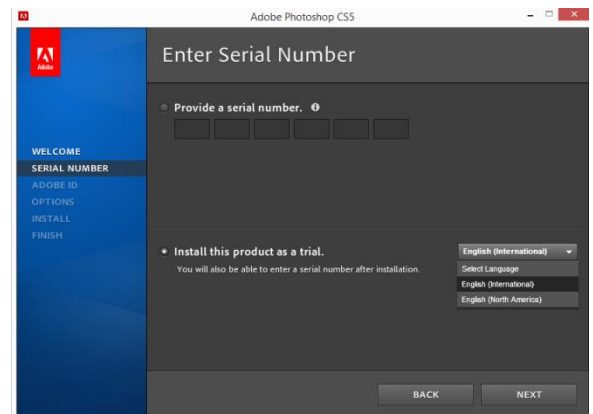 Adobe Photoshop CS5
Adobe
Enter Serial Number
Provide a serial number.
WELCOME
SERIAL NUMBER
ADOBE ID
OPTIONS
INSTALL
FINISH
Install this product as a trial.
You will also be able to enter a serial number after installation.
English (International)
Select Language
English (International)
English (North America)
BACK
NEXT